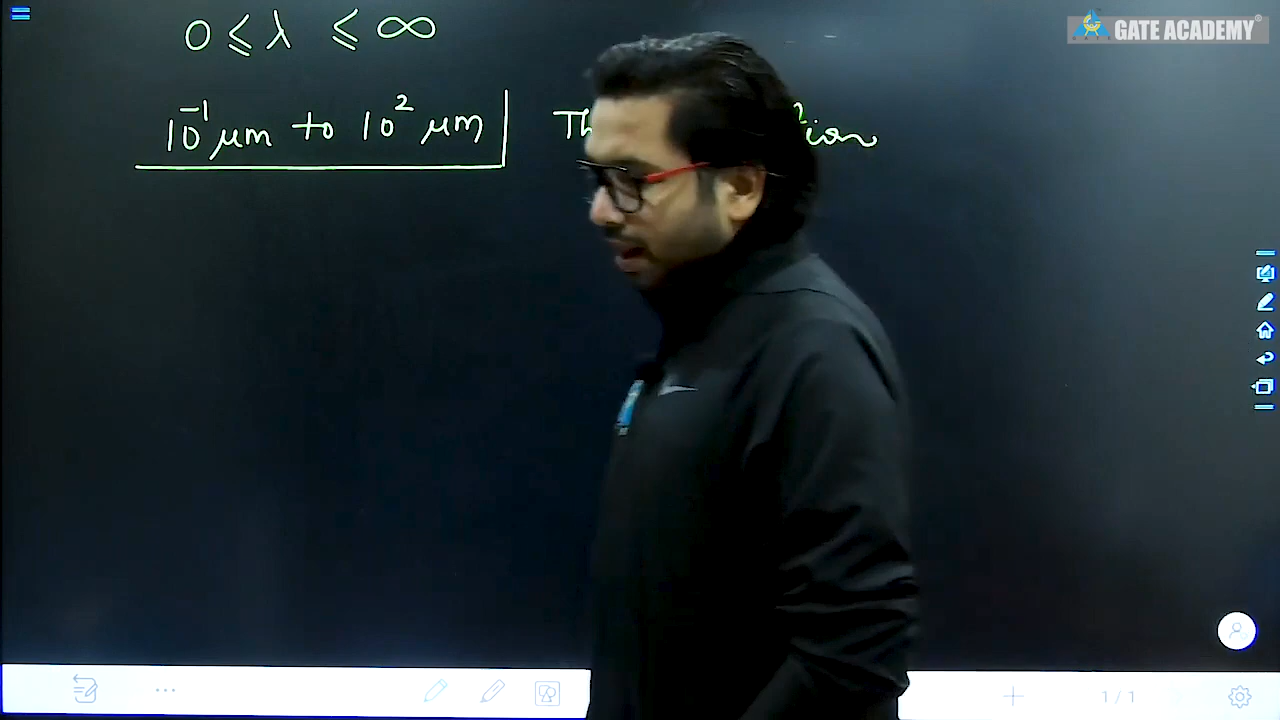 0 ≤ λ ≤ ∞
GATE ACADEMY®
10⁻¹ μm to 10² μm
1 / 1